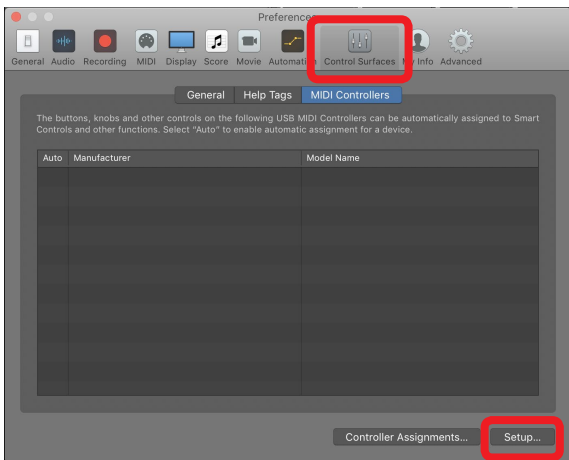 Preferences
General Audio Recording MIDI Display Score Movie Automation Control Surfaces My Info Advanced
General Help Tags MIDI Controllers
The buttons, knobs and other controls on the following USB MIDI Controllers can be automatically assigned to Smart
Controls and other functions. Select "Auto" to enable automatic assignment for a device.
Auto Manufacturer Model Name
Controller Assignments... Setup...